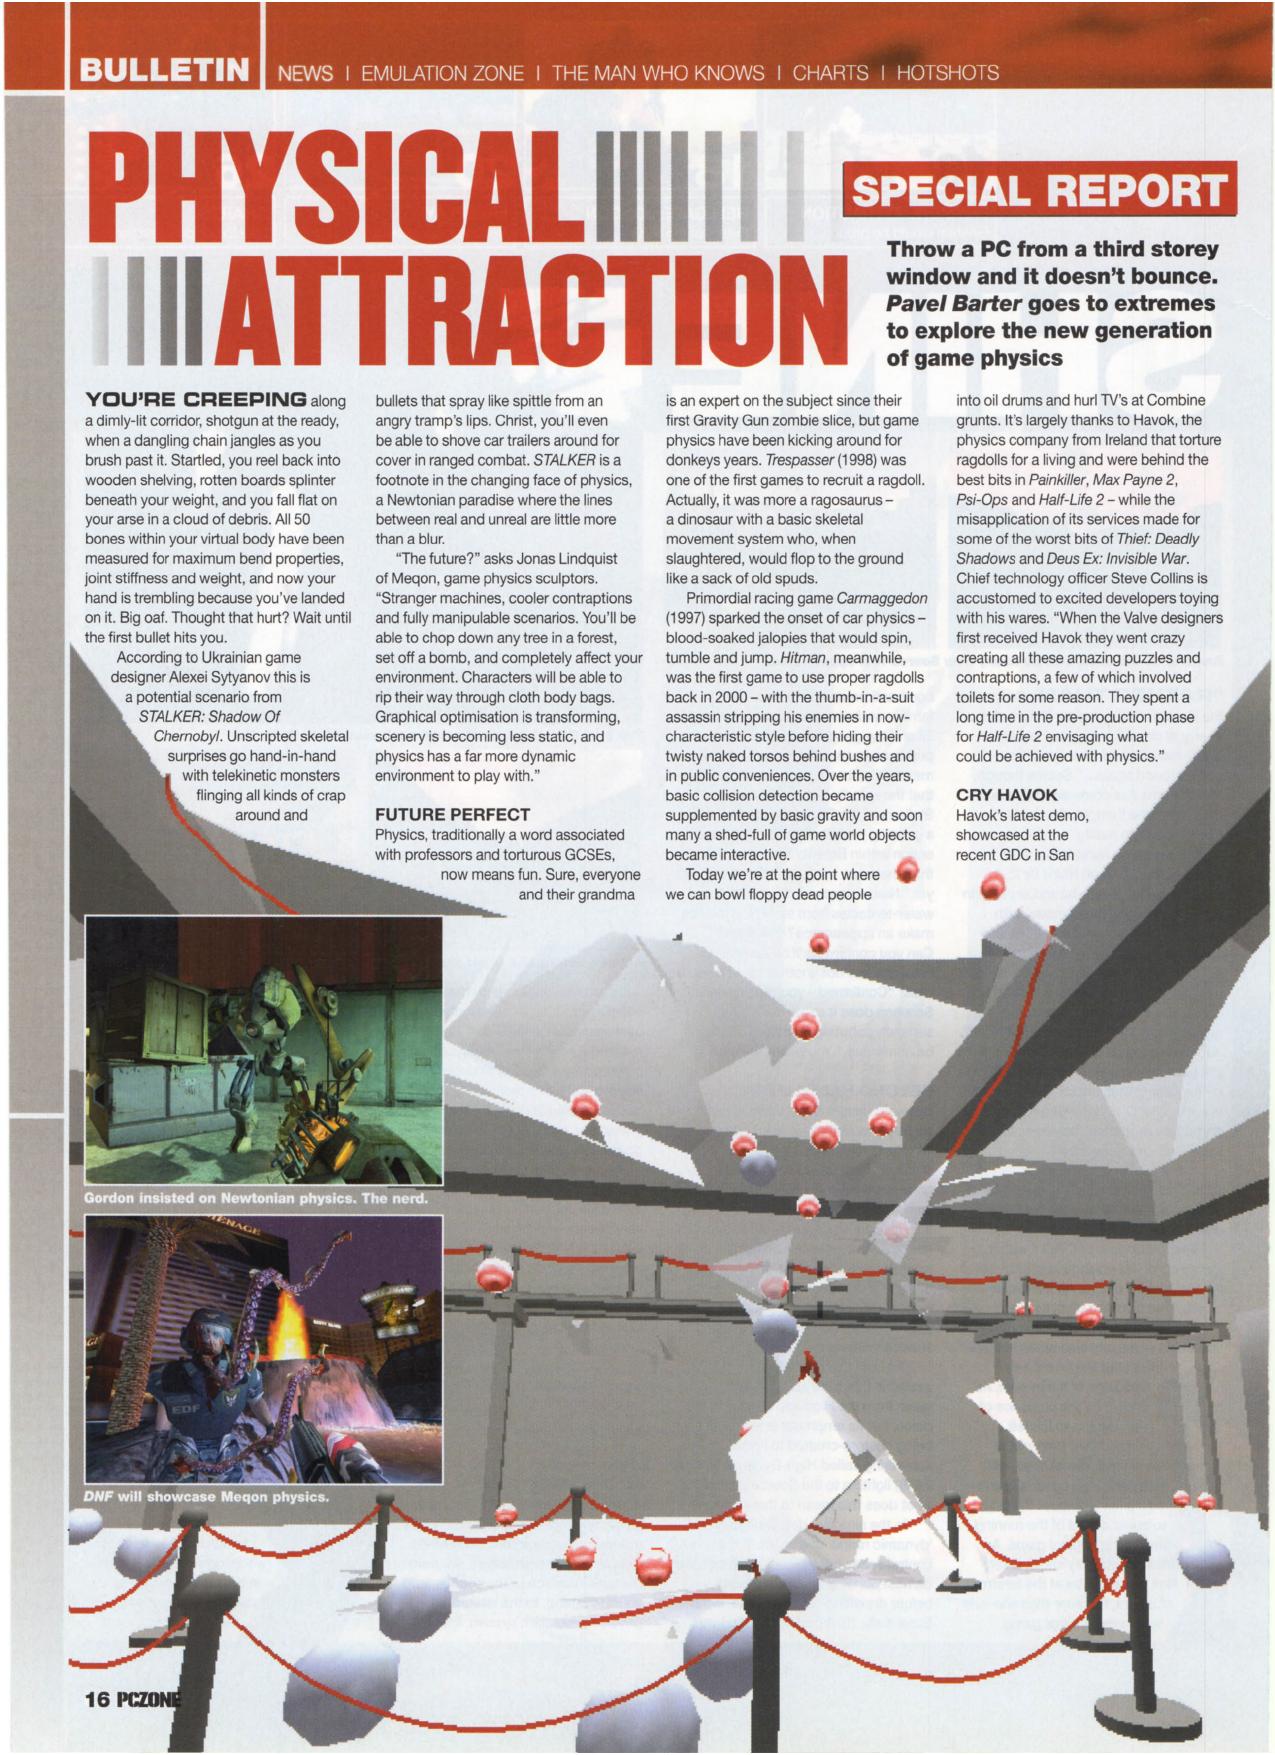 BULLETIN
NEWS | EMULATION ZONE | THE MAN WHO KNOWS | CHARTS | HOTSHOTS
PHYSICAL
ATTRACTION
SPECIAL REPORT
Throw a PC from a third storey
window and it doesn't bounce.
Pavel Barter goes to extremes
to explore the new generation
of game physics
YOU'RE CREEPING along
a dimly-lit corridor, shotgun at the ready,
when a dangling chain jangles as you
brush past it. Startled, you reel back into
wooden shelving, rotten boards splinter
beneath your weight, and you fall flat on
your arse in a cloud of debris. All 50
bones within your virtual body have been
measured for maximum bend properties,
joint stiffness and weight, and now your
hand is trembling because you've landed
on it. Big oaf. Thought that hurt? Wait until
the first bullet hits you.
According to Ukrainian game
designer Alexei Sytyanov this is
a potential scenario from
STALKER: Shadow Of
Chernobyl. Unscripted skeletal
surprises go hand-in-hand
with telekinetic monsters
flinging all kinds of crap
around and
bullets that spray like spittle from an
angry tramp's lips. Christ, you'll even
be able to shove car trailers around for
cover in ranged combat. STALKER is a
footnote in the changing face of physics,
a Newtonian paradise where the lines
between real and unreal are little more
than a blur.
"The future?" asks Jonas Lindquist
of Meqon, game physics sculptors.
"Stranger machines, cooler contraptions
and fully manipulable scenarios. You'll be
able to chop down any tree in a forest,
set off a bomb, and completely affect your
environment. Characters will be able to
rip their way through cloth body bags.
Graphical optimisation is transforming,
scenery is becoming less static, and
physics has a far more dynamic
environment to play with."
FUTURE PERFECT
Physics, traditionally a word associated
with professors and torturous GCSEs,
now means fun. Sure, everyone
and their grandma
is an expert on the subject since their
first Gravity Gun zombie slice, but game
physics have been kicking around for
donkeys years. Trespasser (1998) was
one of the first games to recruit a ragdoll.
Actually, it was more a ragosaurus –
a dinosaur with a basic skeletal
movement system who, when
slaughtered, would flop to the ground
like a sack of old spuds.
Primordial racing game Carmaggedon
(1997) sparked the onset of car physics –
blood-soaked jalopies that would spin,
tumble and jump. Hitman, meanwhile,
was the first game to use proper ragdolls
back in 2000 – with the thumb-in-a-suit
assassin stripping his enemies in now-
characteristic style before hiding their
twisty naked torsos behind bushes and
in public conveniences. Over the years,
basic collision detection became
supplemented by basic gravity and soon
many a shed-full of game world objects
became interactive.
Today we're at the point where
we can bowl floppy dead people
into oil drums and hurl TV's at Combine
grunts. It's largely thanks to Havok, the
physics company from Ireland that torture
ragdolls for a living and were behind the
best bits in Painkiller, Max Payne 2,
Psi-Ops and Half-Life 2 – while the
misapplication of its services made for
some of the worst bits of Thief: Deadly
Shadows and Deus Ex: Invisible War.
Chief technology officer Steve Collins is
accustomed to excited developers toying
with his wares. "When the Valve designers
first received Havok they went crazy
creating all these amazing puzzles and
contraptions, a few of which involved
toilets for some reason. They spent a
long time in the pre-production phase
for Half-Life 2 envisaging what
could be achieved with physics."
CRY HAVOK
Havok's latest demo,
showcased at the
recent GDC in San
Gordon insisted on Newtonian physics. The nerd.
EDF
DNF will showcase Meqon physics.
16 PCZONE